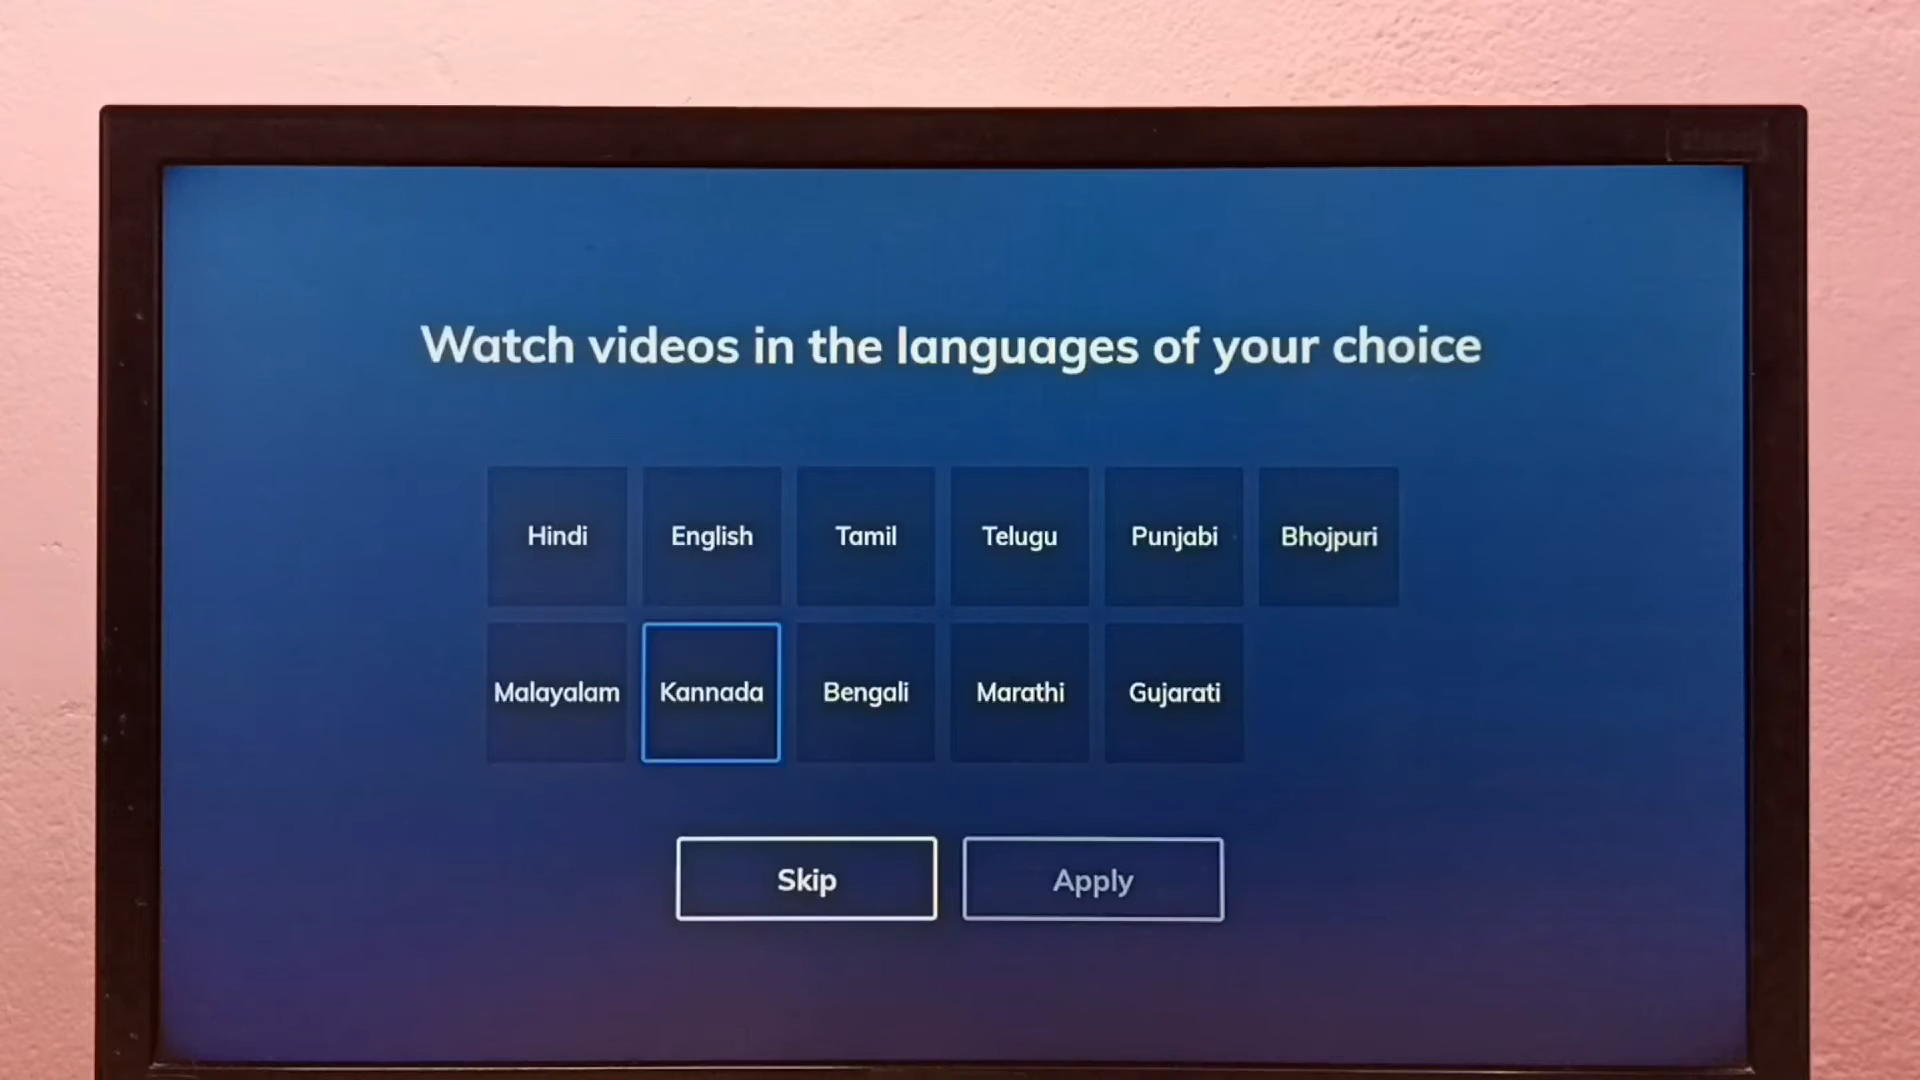 Watch videos in the languages of your choice
Hindi English Tamil Telugu Punjabi Bhojpuri
Malayalam Kannada Bengali Marathi Gujarati
Skip Apply